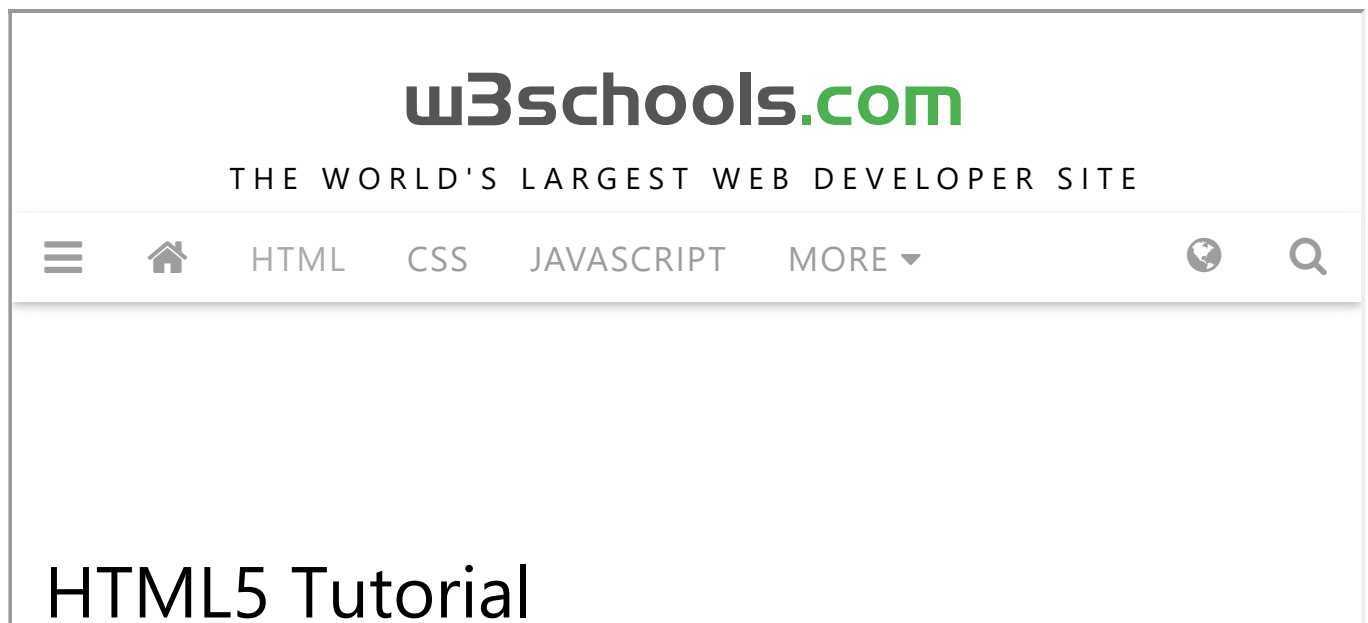 w3schools.com
THE WORLD'S LARGEST WEB DEVELOPER SITE
HTML CSS JAVASCRIPT MORE
HTML5 Tutorial